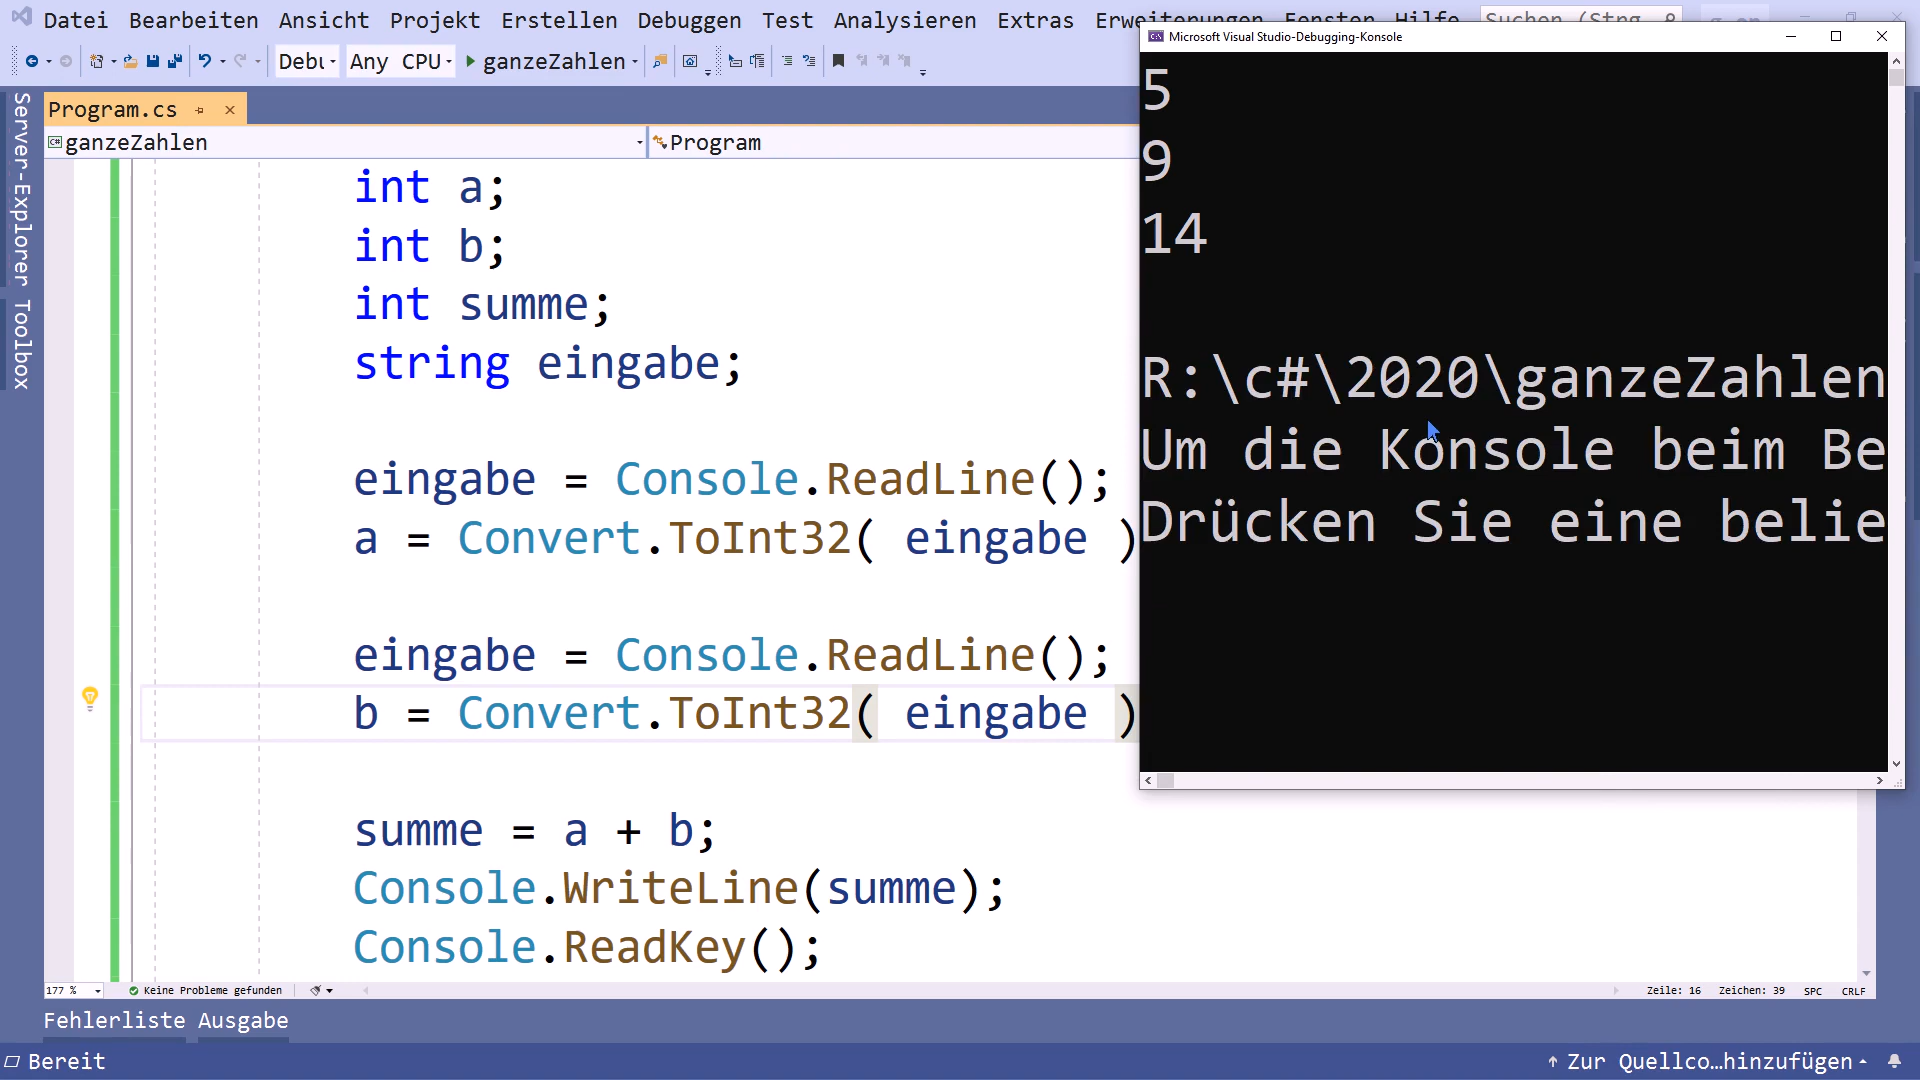 Datei Bearbeiten Ansicht Projekt Erstellen Debuggen Test Analysieren Extras
Debu Any CPU ganzeZahlen
Microsoft Visual Studio-Debugging-Konsole
Server-Explorer
Toolbox
Program.cs
C# ganzeZahlen Program
int a;
int b;
int summe;
string eingabe;
eingabe = Console.ReadLine();
a = Convert.ToInt32( eingabe )
eingabe = Console.ReadLine();
b = Convert.ToInt32( eingabe )
summe = a + b;
Console.WriteLine(summe);
Console.ReadKey();
5
9
14
R:\c#\2020\ganzeZahlen
Um die Konsole beim Be
Drücken Sie eine belie
177 % Keine Probleme gefunden Zeile: 16 Zeichen: 39 SPC CRLF
Fehlerliste Ausgabe
Bereit Zur Quellco…hinzufügen